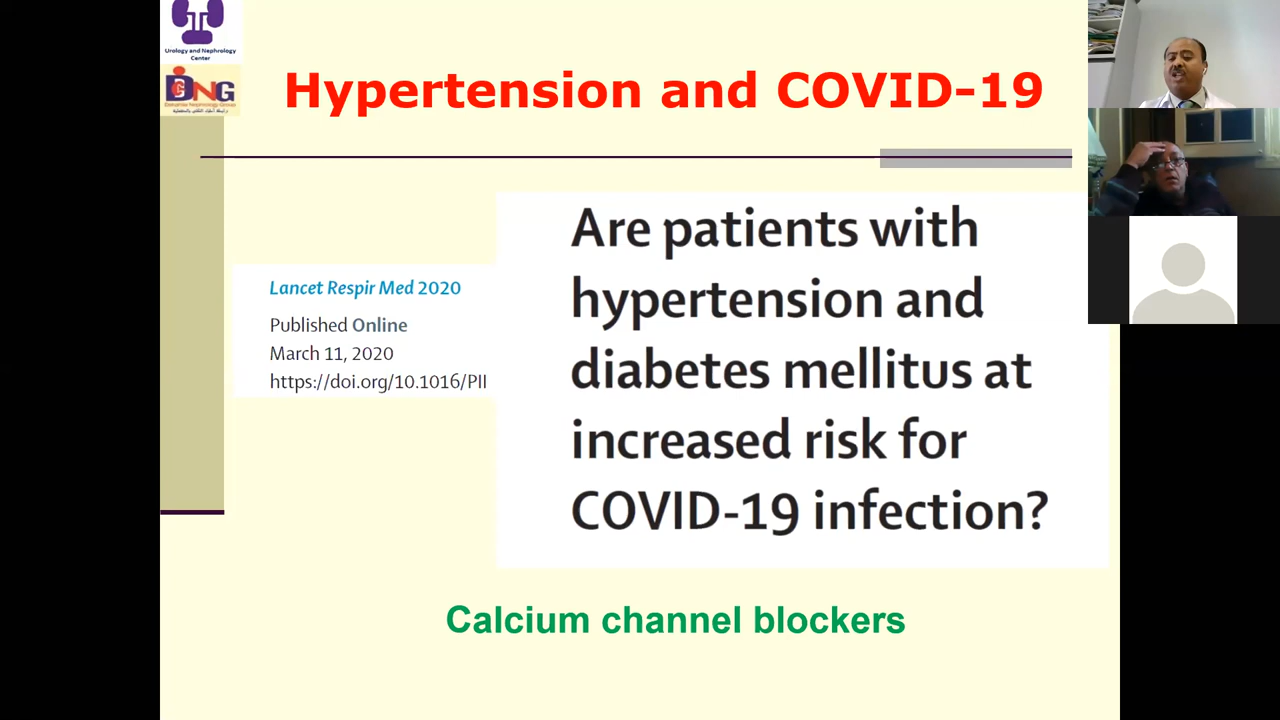 Urology and Nephrology
Center
DNG
Hypertension and COVID-19
Lancet Respir Med 2020
Published Online
March 11, 2020
https://doi.org/10.1016/PII
Are patients with
hypertension and
diabetes mellitus at
increased risk for
COVID-19 infection?
Calcium channel blockers